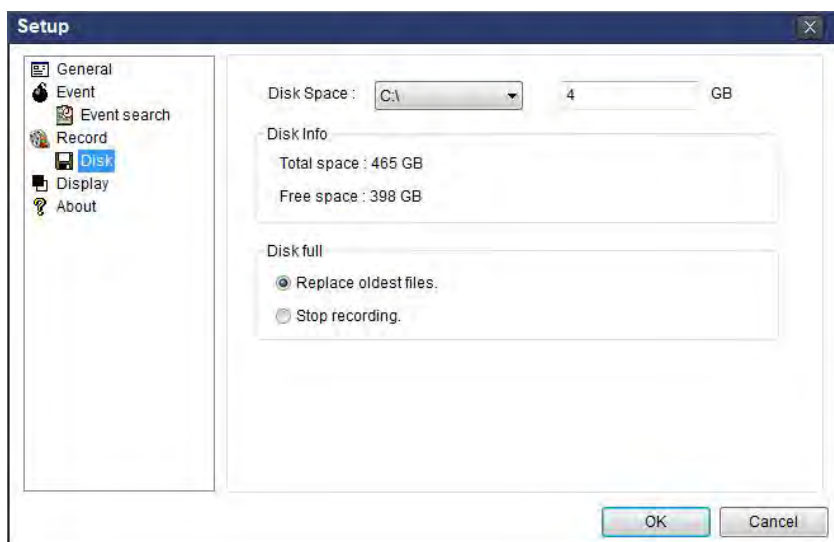 Setup
General
Event
Event search
Record
Disk
Display
About
Disk Space : C:\ 4 GB
Disk Info
Total space : 465 GB
Free space : 398 GB
Disk full
Replace oldest files.
Stop recording.
OK Cancel